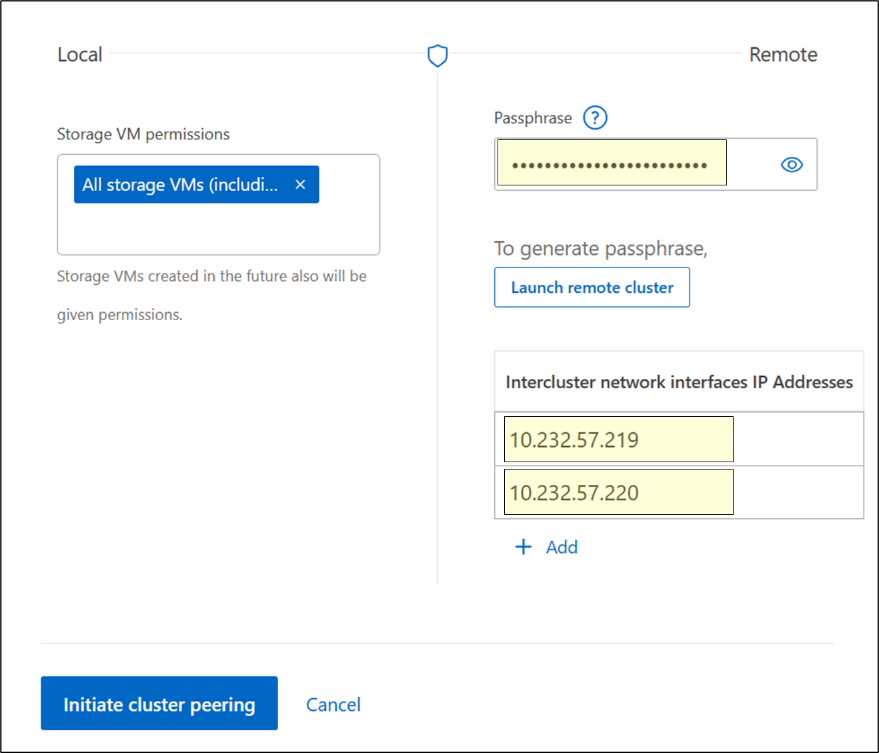 Local
Remote
Storage VM permissions
All storage VMs (includi... ×
Storage VMs created in the future also will be
given permissions.
Passphrase ?
••••••••••••••••••••••••
To generate passphrase,
Launch remote cluster
Intercluster network interfaces IP Addresses
10.232.57.219
10.232.57.220
+ Add
Initiate cluster peering
Cancel